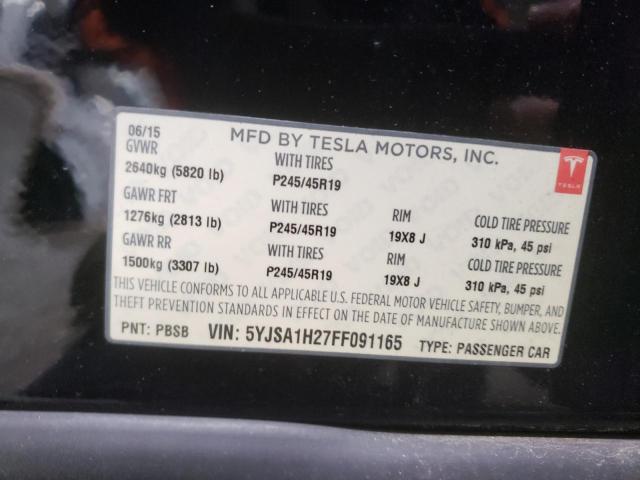 06/15
MFD BY TESLA MOTORS, INC.
GVWR
WITH TIRES
2640kg (5820 lb)
P245/45R19
TESLA
GAWR FRT
WITH TIRES
RIM
COLD TIRE PRESSURE
1276kg (2813 lb)
P245/45R19
19X8 J
310 kPa, 45 psi
GAWR RR
WITH TIRES
RIM
COLD TIRE PRESSURE
1500kg (3307 lb)
P245/45R19
19X8 J
310 kPa, 45 psi
THIS VEHICLE CONFORMS TO ALL APPLICABLE U.S. FEDERAL MOTOR VEHICLE SAFETY, BUMPER, AND
THEFT PREVENTION STANDARDS IN EFFECT ON THE DATE OF MANUFACTURE SHOWN ABOVE.
PNT: PBSB VIN: 5YJSA1H27FF091165 TYPE: PASSENGER CAR